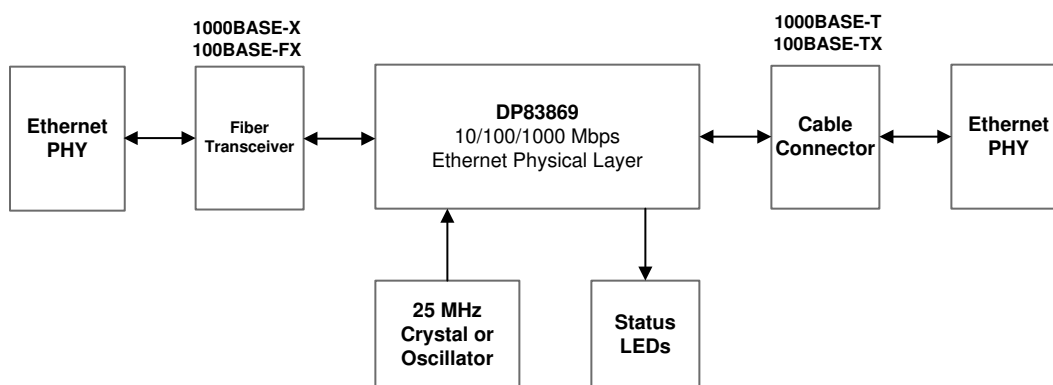 1000BASE-X
100BASE-FX
1000BASE-T
100BASE-TX
Ethernet
PHY
Fiber
Transceiver
DP83869
10/100/1000 Mbps
Ethernet Physical Layer
Cable
Connector
Ethernet
PHY
25 MHz
Crystal or
Oscillator
Status
LEDs